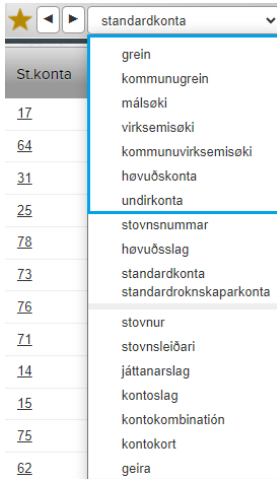 standardkonta
St.konta
17
64
31
25
78
73
76
71
14
15
75
62
grein
kommunugrein
málsøki
virksemisøki
kommunuvirksemisøki
høvuðskonta
undirkonta
stovnsnummar
høvuðsslag
standardkonta
standardroknskaparkonta
stovnur
stovnsleiðari
játtanarslag
kontoslag
kontokombinatión
kontokort
geira